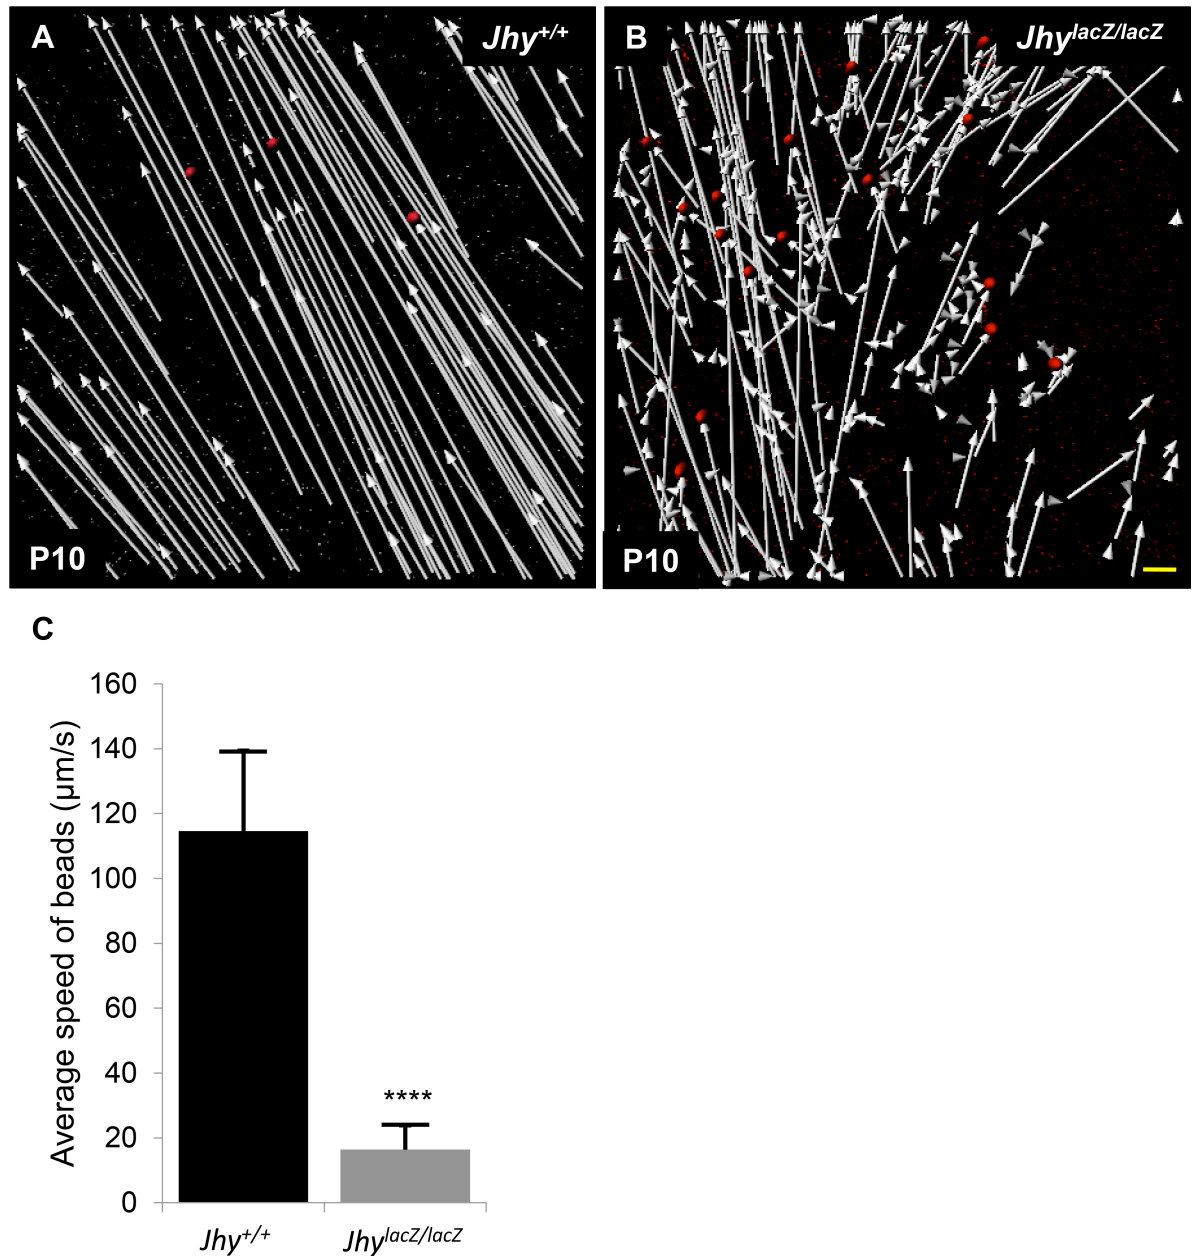 A
Jhy+/+
P10
B
JhylacZ/lacZ
P10
C
Average speed of beads (μm/s)
160
140
120
100
80
60
40
20
0
****
Jhy+/+
JhylacZ/lacZ